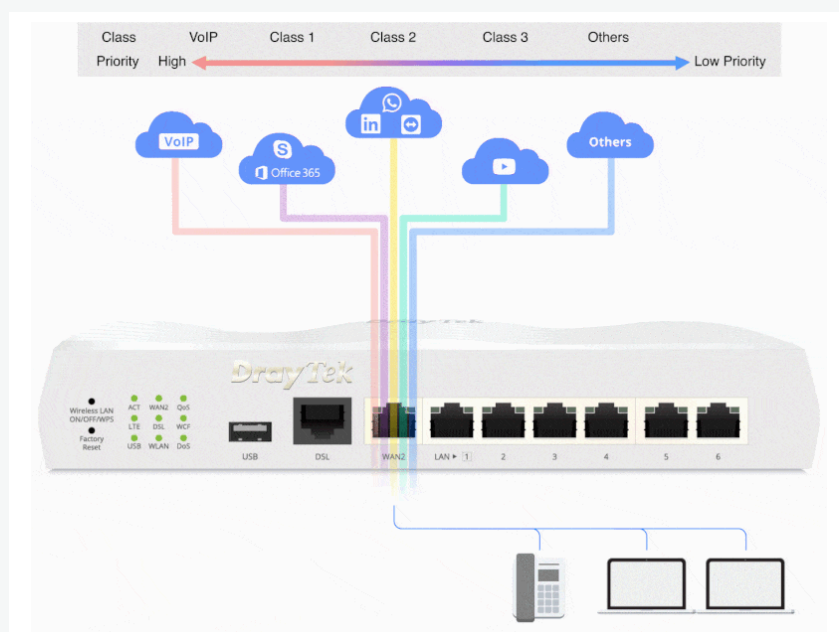 Class VoIP Class 1 Class 2 Class 3 Others
Priority High Low Priority
in
VoIP
S
Office 365
Others
DrayTek
DrayTek
Wireless LAN
ON/OFF/WPS
Factory
Reset
ACT WAN2 QoS
LTE DSL WCF
USB WLAN DoS
USB
DSL
WAN2
LAN ▶ 1
2
3
4
5
6